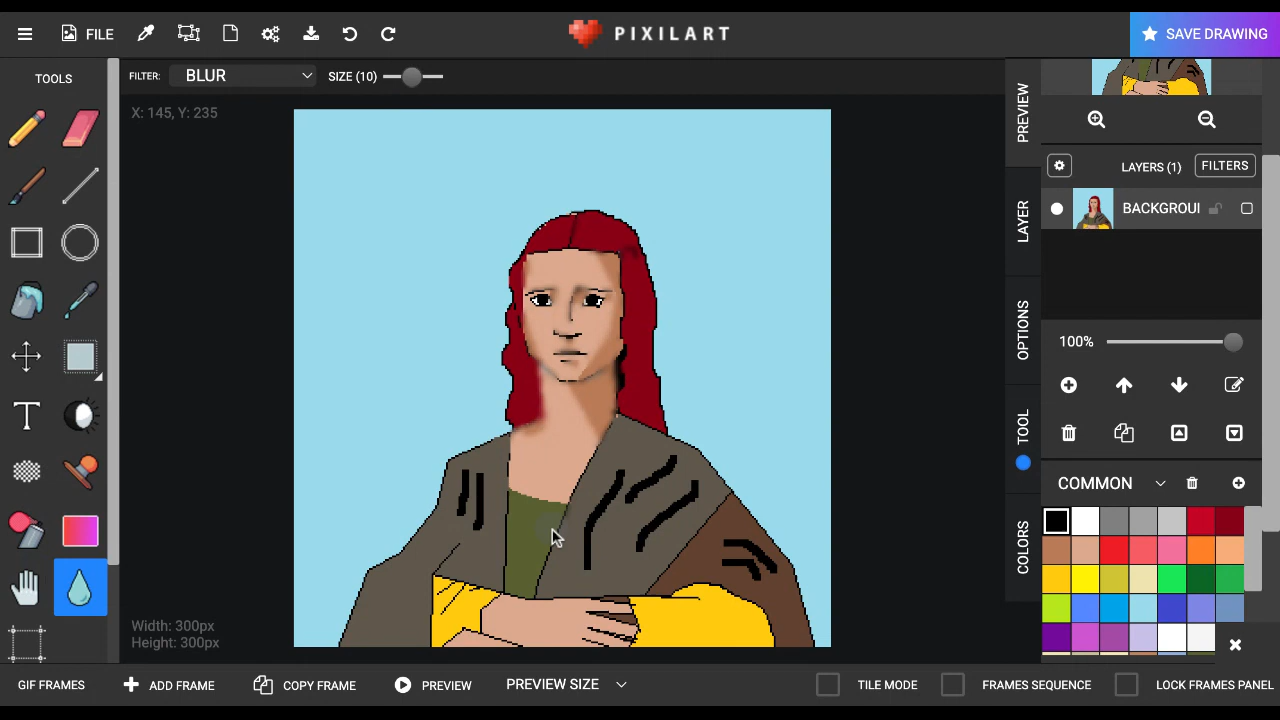 FILE
PIXILART
SAVE DRAWING
TOOLS
FILTER: BLUR SIZE (10)
X: 145, Y: 235
PREVIEW
LAYERS (1) FILTERS
BACKGROUI
LAYER
100%
OPTIONS
TOOL
COMMON
COLORS
T
Width: 300px
Height: 300px
GIF FRAMES
ADD FRAME
COPY FRAME
PREVIEW
PREVIEW SIZE
TILE MODE
FRAMES SEQUENCE
LOCK FRAMES PANEL